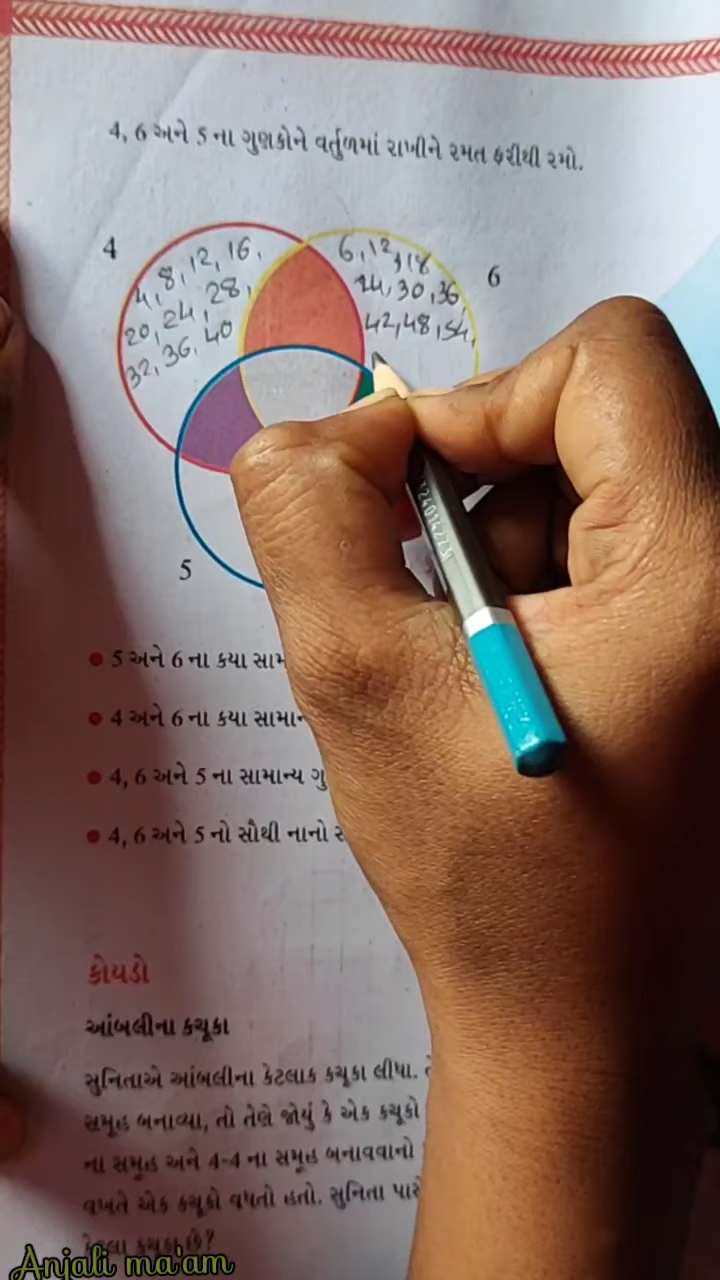 4, 6 અને 5 ના ગુણકોને વર્તુળમાં રાખીને રમત ફરીથી રમો.
4
4, 8, 12, 16,
20, 24, 28,
32, 36, 40
6, 12, 18
24, 30, 36
42, 48, 54,
6
5
5 અને 6 ના કયા
4 અને 6 ના કયા
4, 6 અને 5 ના સામાન્ય
4, 6 અને 5 નો સૌથી નાનો
કોયડો
આંબલીના કચૂકા
સુનિતાએ આંબલીના કેટલાક કચૂકા લીધા.
સમૂહ બનાવ્યા, તો તેણે જોયું કે એક કચૂકો
ના સમૂહ અને 4-4 ના સમૂહ બનાવવાનો
વખતે એક કચૂકો વધતો હતો. સુનિતા
કેટલા કચૂકા છે?
Anjali ma'am